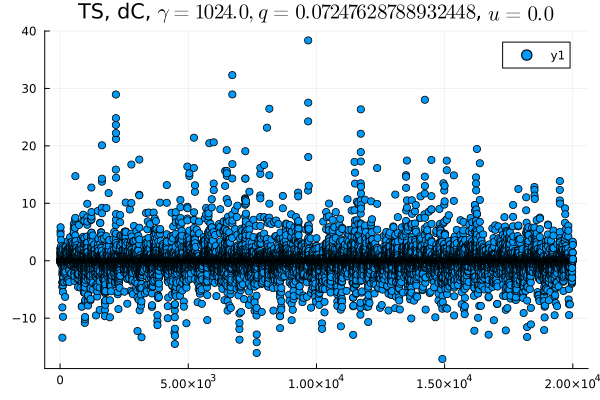 TS, dC, γ = 1024.0, q = 0.07247628788932448, u = 0.0
y1
40
30
20
10
0
−10
0 5.00×10³ 1.00×10⁴ 1.50×10⁴ 2.00×10⁴